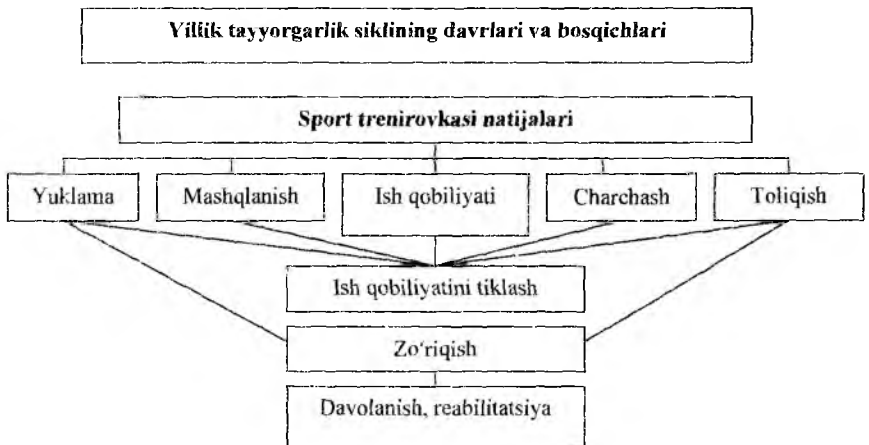 Yillik tayyorgarlik siklining davrlari va bosqichlari
Sport trenirovkasi natijalari
Yuklama
Mashqlanish
Ish qobiliyati
Charchash
Toliqish
Ish qobiliyatini tiklash
Zo‘riqish
Davolanish, reabilitatsiya